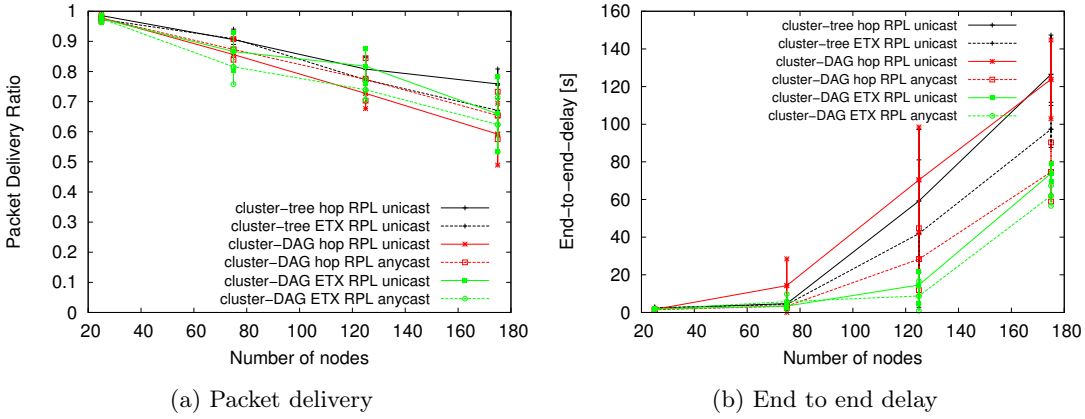 Packet Delivery Ratio
1
0.9
0.8
0.7
0.6
0.5
0.4
0.3
0.2
0.1
0
cluster-tree hop RPL unicast
cluster-tree ETX RPL unicast
cluster-DAG hop RPL unicast
cluster-DAG hop RPL anycast
cluster-DAG ETX RPL unicast
cluster-DAG ETX RPL anycast
20 40 60 80 100 120 140 160 180
Number of nodes
(a) Packet delivery
End-to-end-delay [s]
160
140
120
100
80
60
40
20
0
cluster-tree hop RPL unicast
cluster-tree ETX RPL unicast
cluster-DAG hop RPL unicast
cluster-DAG hop RPL anycast
cluster-DAG ETX RPL unicast
cluster-DAG ETX RPL anycast
20 40 60 80 100 120 140 160 180
Number of nodes
(b) End to end delay